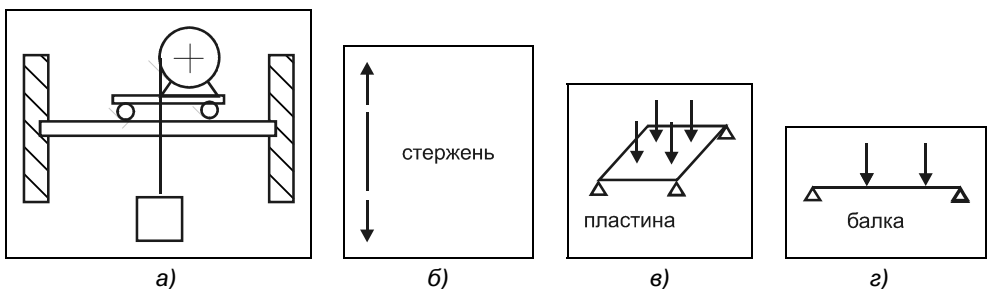 стержень
пластина
балка
а)
б)
в)
г)